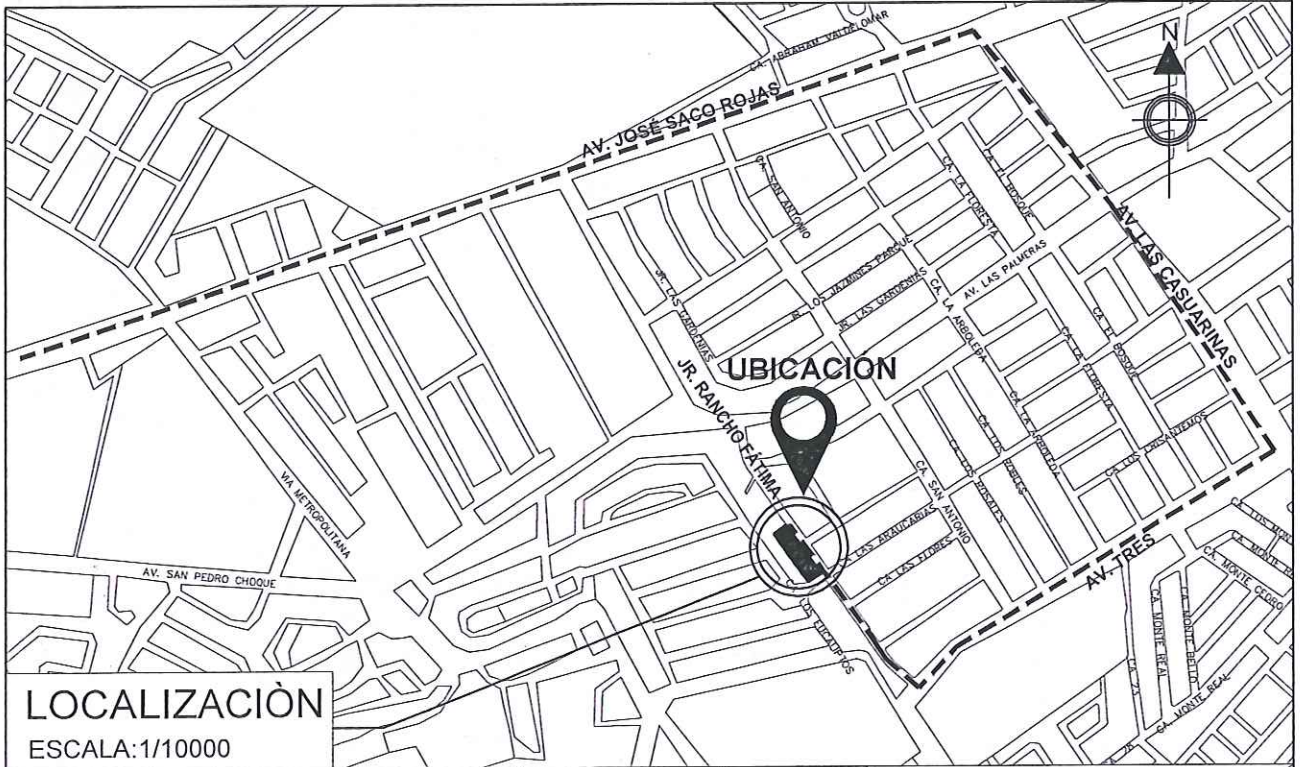 CA. ABRAHAM VALDELOMAR
N
AV. JOSÉ SACO ROJAS
CA. SAN ANTONIO
CA. LA FLORESTA
CA. EL BOSQUE
AV. LAS CASUARINAS
JR. LOS JAZMINES PARQUE
JR. LAS GARDENIAS
JR. LAS GARDENIAS
CA. LA ARBOLEDA
AV. LAS PALMERAS
CA. EL BOSQUE
CA. LA FLORESTA
UBICACIÓN
JR. RANCHO FÁTIMA
CA. LA ARBOLEDA
CA. LOS ROBLES
CA. LOS ROSALES
CA. LOS CRISANTEMOS
CA. SAN ANTONIO
VIA METROPOLITANA
LAS ARAUCARIAS
CA. LAS FLORES
AV. SAN PEDRO CHOQUE
AV. TRES
LOS EUCALIPTOS
CA. MONTE CEDRO
CA. MONTE REAL
CA. MONTE BELLO
CA. 23
CA. MONTE REAL
LOCALIZACIÒN
ESCALA:1/10000